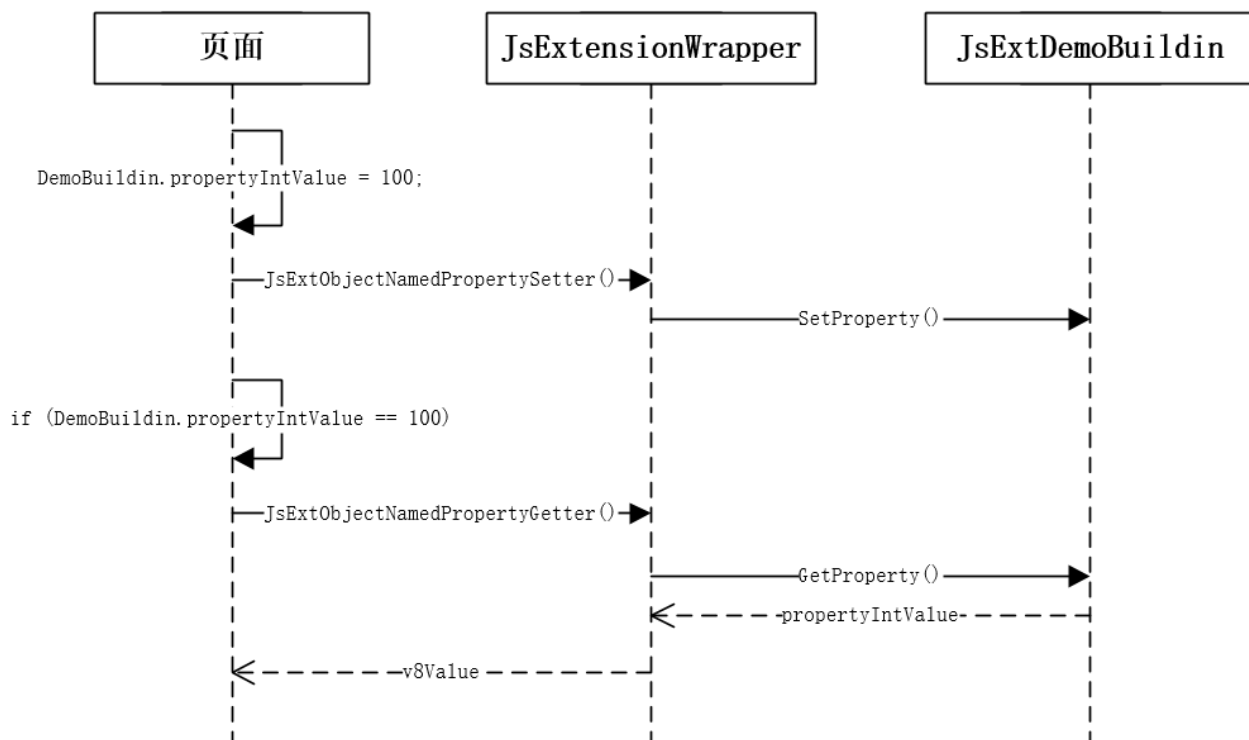 页面
JsExtensionWrapper
JsExtDemoBuildin
DemoBuildin.propertyIntValue = 100;
JsExtObjectNamedPropertySetter()
SetProperty()
if (DemoBuildin.propertyIntValue == 100)
JsExtObjectNamedPropertyGetter()
GetProperty()
propertyIntValue
v8Value